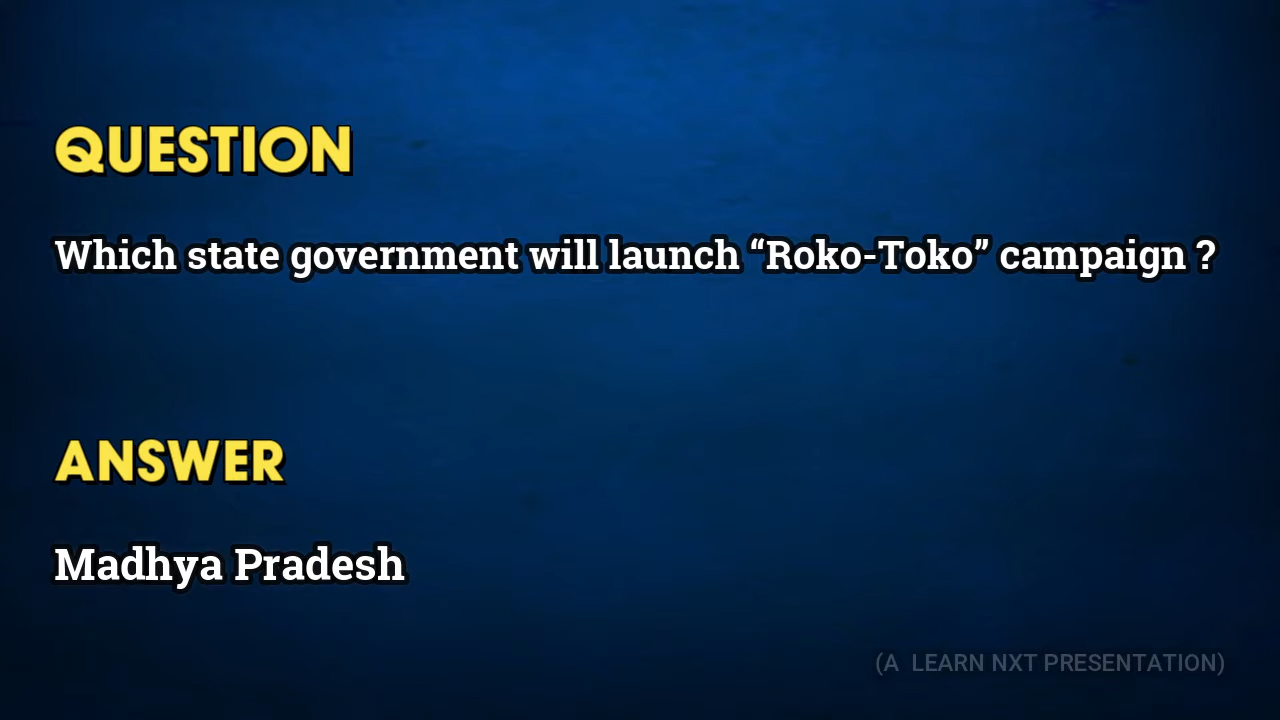 QUESTION
Which state government will launch “Roko-Toko” campaign ?
ANSWER
Madhya Pradesh
(A LEARN NXT PRESENTATION)